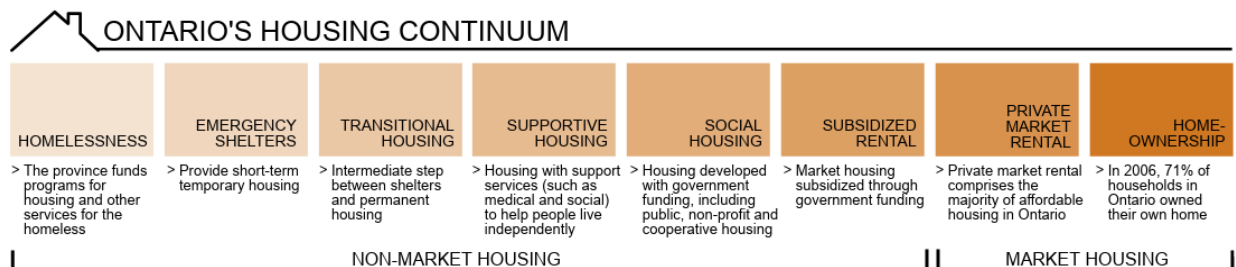 ONTARIO'S HOUSING CONTINUUM
HOMELESSNESS
> The province funds
programs for
housing and other
services for the
homeless
EMERGENCY
SHELTERS
> Provide short-term
temporary housing
TRANSITIONAL
HOUSING
> Intermediate step
between shelters
and permanent
housing
SUPPORTIVE
HOUSING
> Housing with support
services (such as
medical and social)
to help people live
independently
SOCIAL
HOUSING
> Housing developed
with government
funding, including
public, non-profit and
cooperative housing
SUBSIDIZED
RENTAL
> Market housing
subsidized through
government funding
PRIVATE
MARKET
RENTAL
> Private market rental
comprises the
majority of affordable
housing in Ontario
HOME-
OWNERSHIP
> In 2006, 71% of
households in
Ontario owned
their own home
NON-MARKET HOUSING
MARKET HOUSING